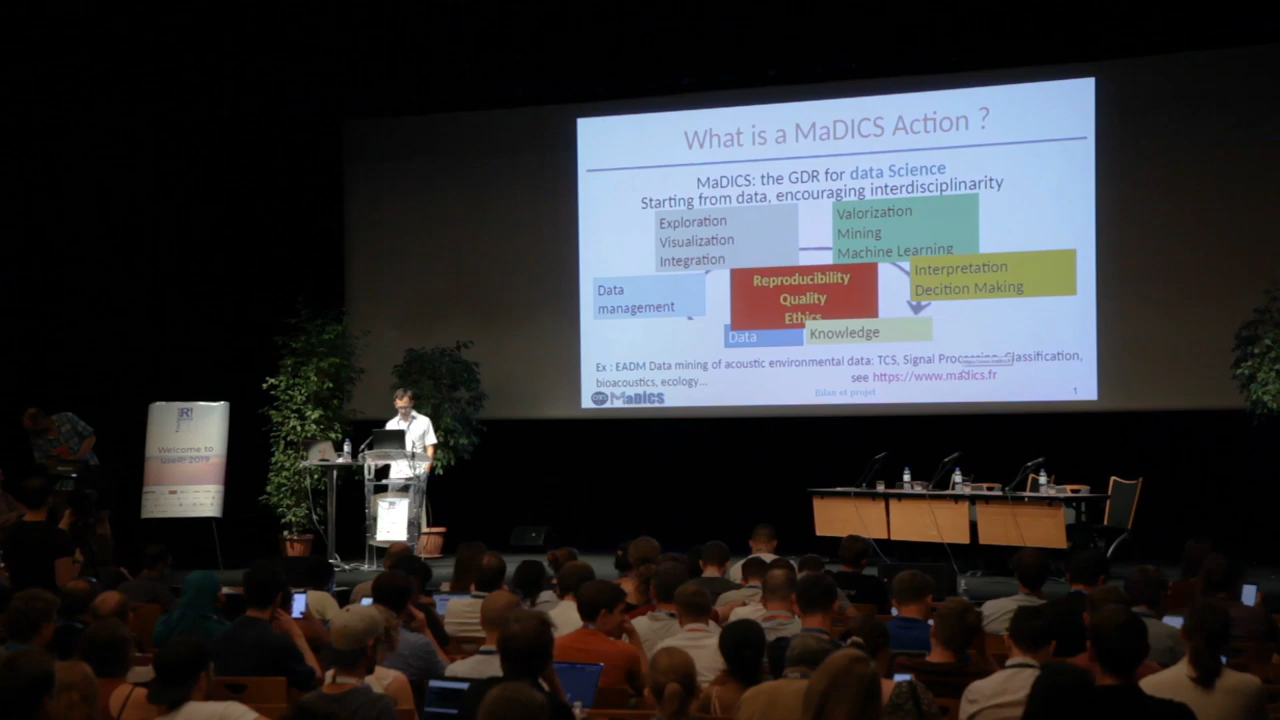 What is a MaDICS Action ?
MaDICS: the GDR for data Science
Starting from data, encouraging interdisciplinarity
Exploration
Visualization
Integration
Valorization
Mining
Machine Learning
Data
management
Reproducibility
Quality
Ethics
Interpretation
Decition Making
Data
Knowledge
Ex : EADM Data mining of acoustic environmental data: TCS, Signal Processing, Classification,
bioacoustics, ecology...
see https://www.madics.fr
MaDICS
Bilan et projet
1
R!
Welcome to
useR! 2019